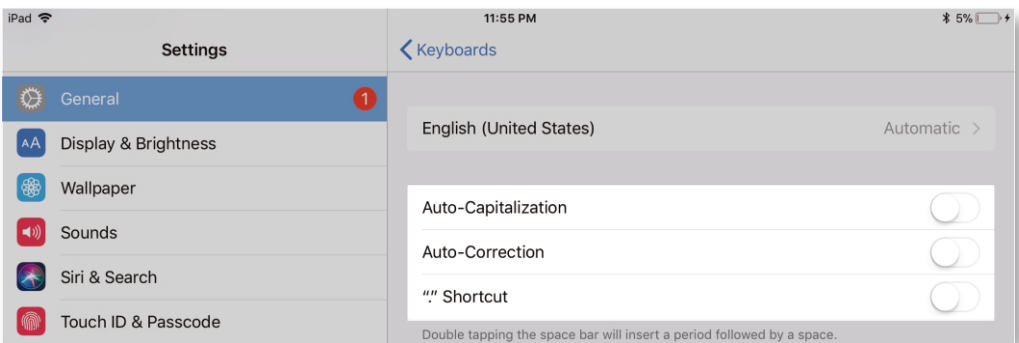 iPad 11:55 PM 5%
Settings
Keyboards
General 1
AA Display & Brightness
Wallpaper
Sounds
Siri & Search
Touch ID & Passcode
English (United States) Automatic
Auto-Capitalization
Auto-Correction
“.” Shortcut
Double tapping the space bar will insert a period followed by a space.